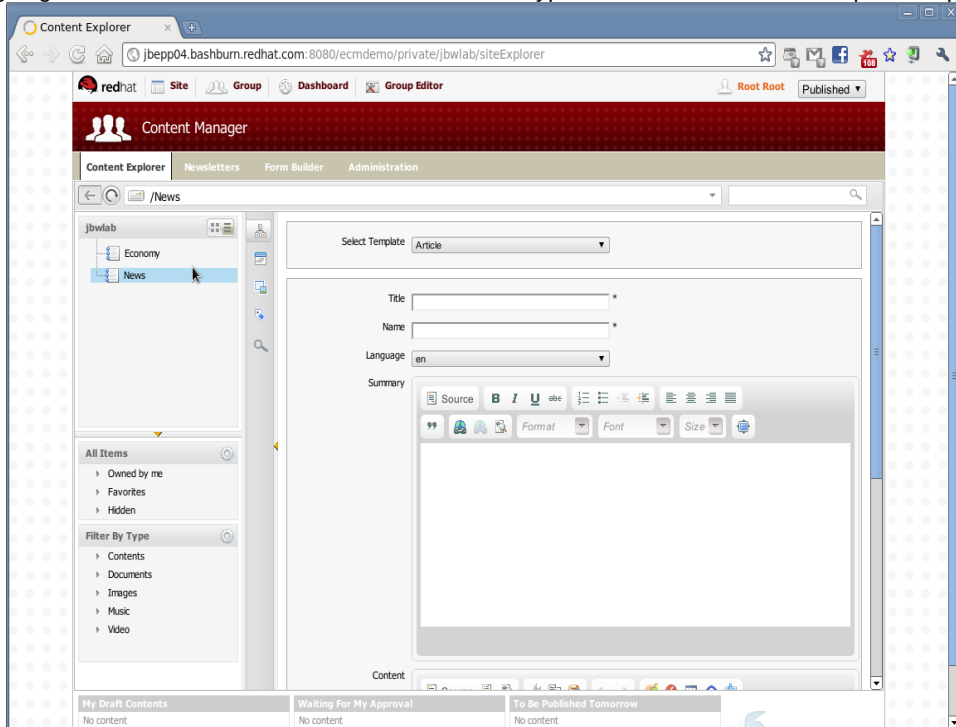 Content Explorer
jbepp04.bashburn.redhat.com:8080/ecmdemo/private/jbwlab/siteExplorer
108
redhat Site Group Dashboard Group Editor Root Root Published
Content Manager
Content Explorer Newsletters Form Builder Administration
/News
jbwlab
Economy
News
Select Template Article
Title *
Name *
Language en
Summary
Source B I U abc
Format Font Size
All Items
Owned by me
Favorites
Hidden
Filter By Type
Contents
Documents
Images
Music
Video
Content
My Draft Contents Waiting For My Approval To Be Published Tomorrow
No content No content No content